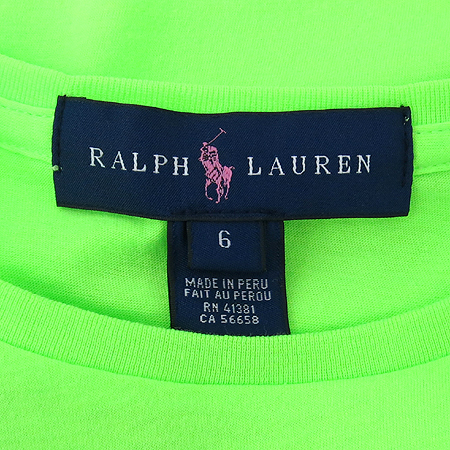 RALPH LAUREN
6
MADE IN PERU
FAIT AU PEROU
RN 41381
CA 56658